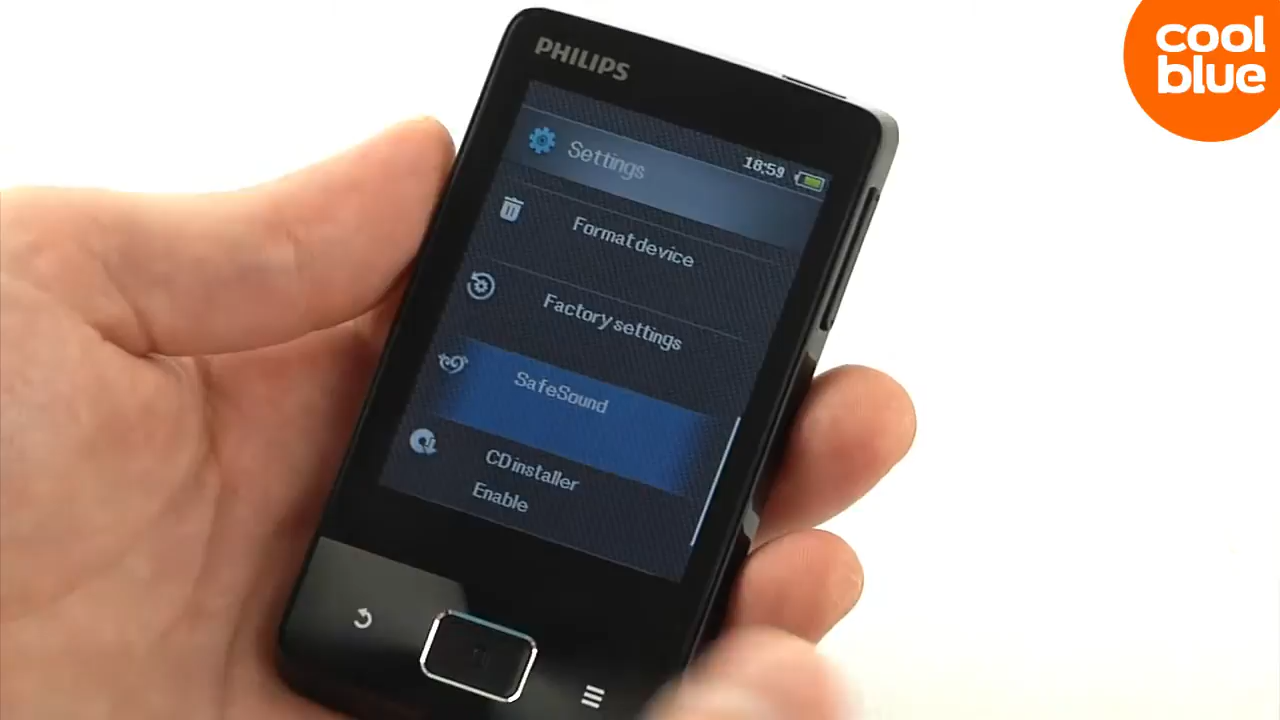 cool
blue
PHILIPS
Settings
18:59
Format device
Factory settings
SafeSound
CD installer
Enable